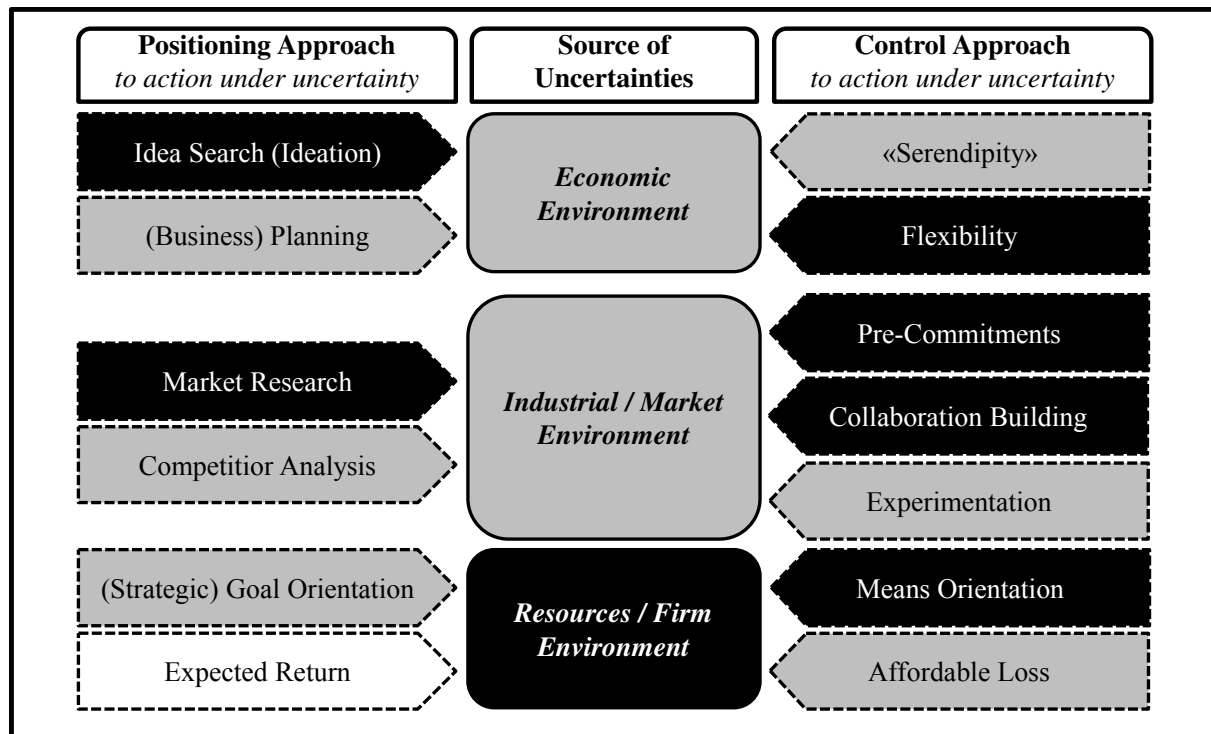 Positioning Approach
to action under uncertainty
Source of
Uncertainties
Control Approach
to action under uncertainty
Idea Search (Ideation)
(Business) Planning
Economic
Environment
«Serendipity»
Flexibility
Market Research
Competitior Analysis
Industrial / Market
Environment
Pre-Commitments
Collaboration Building
Experimentation
(Strategic) Goal Orientation
Expected Return
Resources / Firm
Environment
Means Orientation
Affordable Loss